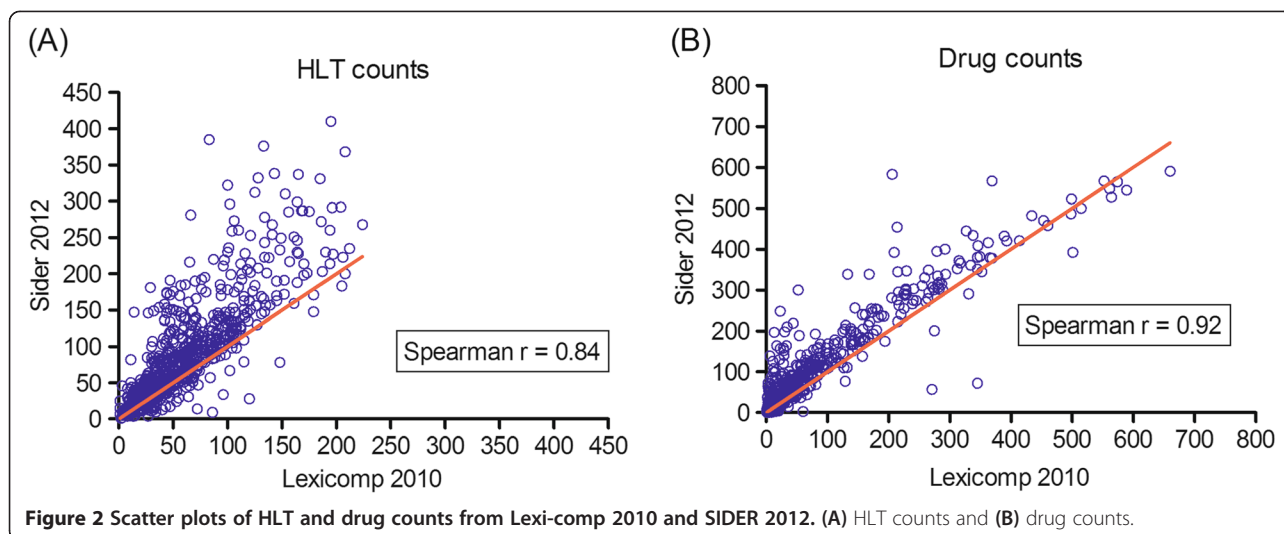 (A)
HLT counts
450
400
350
300
250
200
150
100
50
0
Sider 2012
0 50 100 150 200 250 300 350 400 450
Lexicomp 2010
Spearman r = 0.84
(B)
Drug counts
800
700
600
500
400
300
200
100
0
Sider 2012
0 100 200 300 400 500 600 700 800
Lexicomp 2010
Spearman r = 0.92
Figure 2 Scatter plots of HLT and drug counts from Lexi-comp 2010 and SIDER 2012. (A) HLT counts and (B) drug counts.